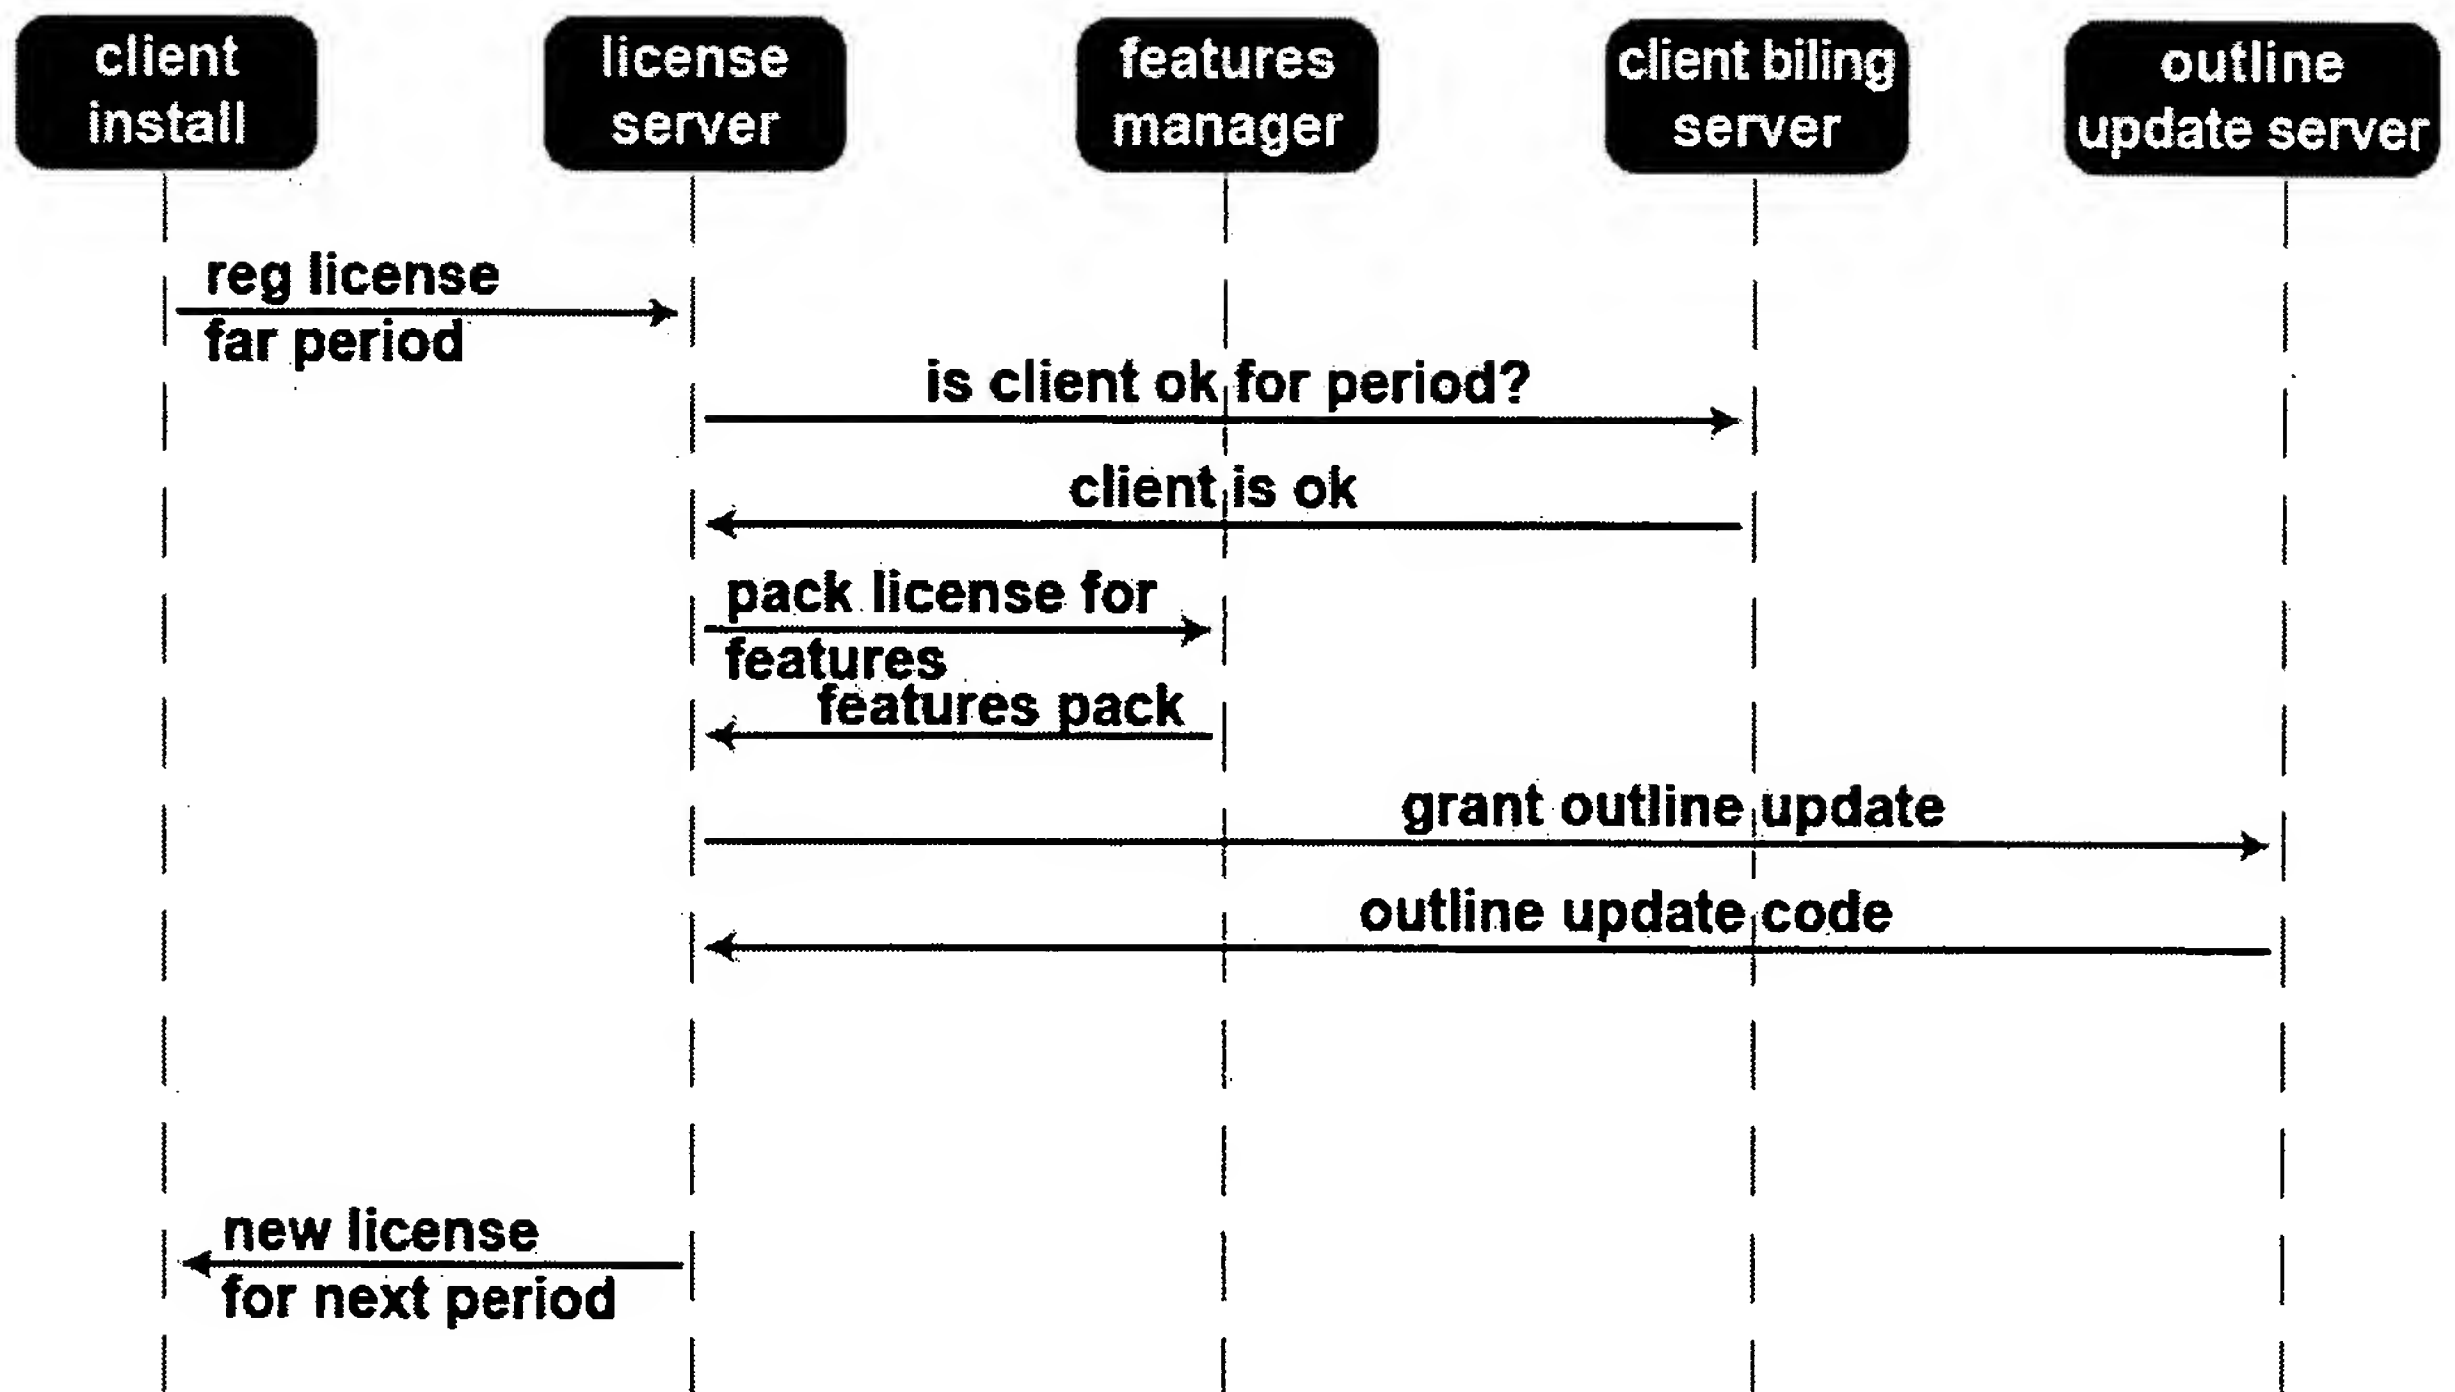 client
install
license
server
features
manager
client biling
server
outline
update server
reg license
far period
is client ok for period?
client is ok
pack license for
features
features pack
grant outline update
outline update code
new license
for next period